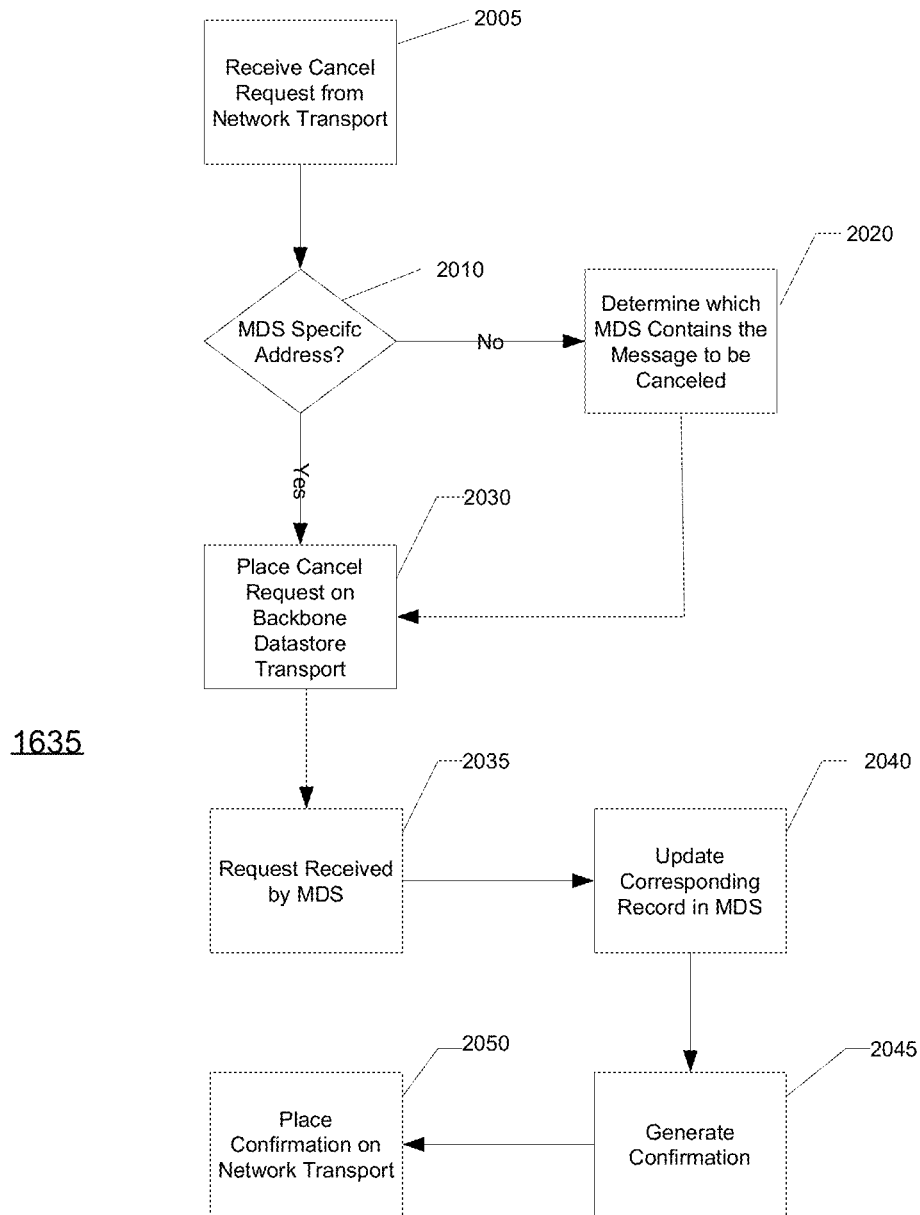 2005
Receive Cancel
Request from
Network Transport
2010
MDS Specifc
Address?
No
2020
Determine which
MDS Contains the
Message to be
Canceled
Yes
2030
Place Cancel
Request on
Backbone
Datastore
Transport
1635
2035
Request Received
by MDS
2040
Update
Corresponding
Record in MDS
2050
Place
Confirmation on
Network Transport
2045
Generate
Confirmation